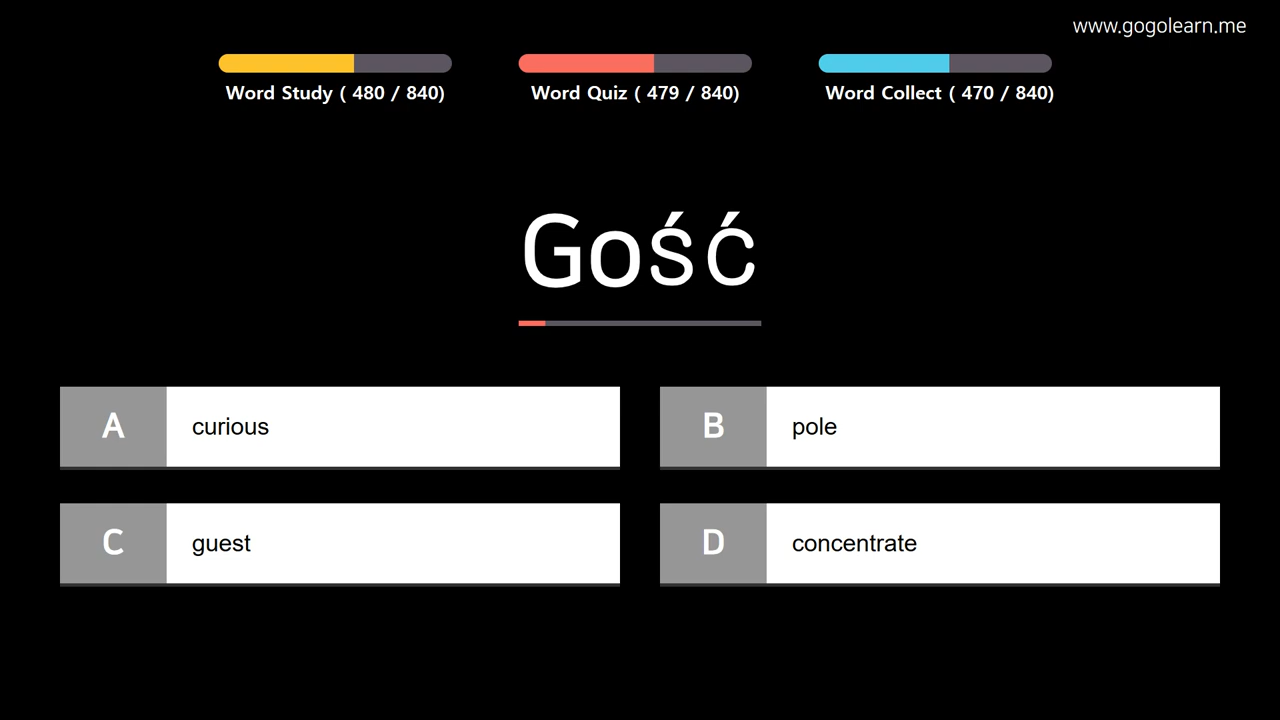 www.gogolearn.me
Word Study ( 480 / 840)
Word Quiz ( 479 / 840)
Word Collect ( 470 / 840)
Gość
A
curious
B
pole
C
guest
D
concentrate